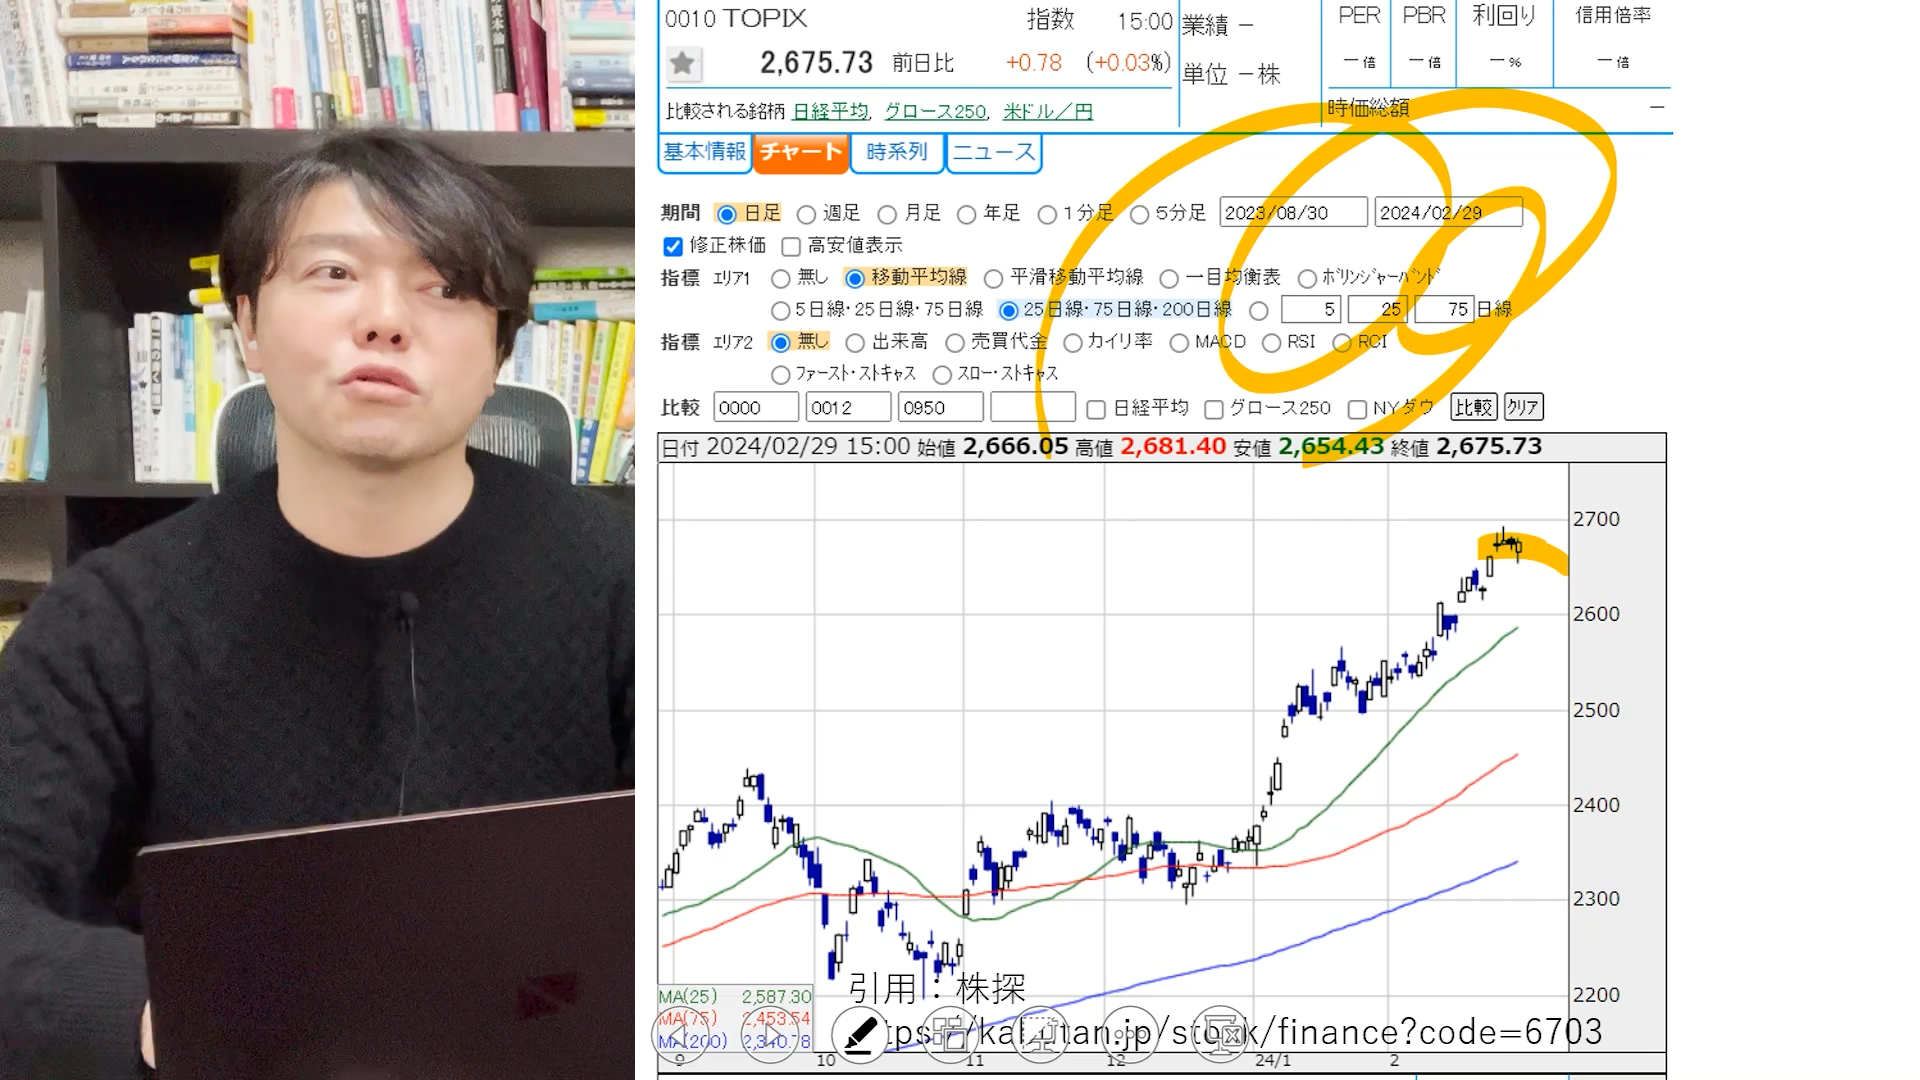 0010 TOPIX 指数 15:00
2,675.73 前日比 +0.78 (+0.03%)
業績 −
単位 − 株
PER PBR 利回り 信用倍率
− 倍 − 倍 − % − 倍
時価総額 −
比較される銘柄 日経平均, グロース250, 米ドル/円
基本情報 チャート 時系列 ニュース
期間 日足 週足 月足 年足 1分足 5分足 2023/08/30 2024/02/29
修正株価 高安値表示
指標 エリア1 無し 移動平均線 平滑移動平均線 一目均衡表 ボリンジャーバンド
5日線・25日線・75日線 25日線・75日線・200日線 5 25 75 日線
指標 エリア2 無し 出来高 売買代金 カイリ率 MACD RSI RCI
ファースト・ストキャス スロー・ストキャス
比較 0000 0012 0950 日経平均 グロース250 NYダウ 比較 クリア
日付 2024/02/29 15:00 始値 2,666.05 高値 2,681.40 安値 2,654.43 終値 2,675.73
2700
2600
2500
2400
2300
2200
MA(25) 2,587.30
MA(75) 2,453.54
MA(200) 2,340.78
引用：株探
9 10 11 12 24/1 2